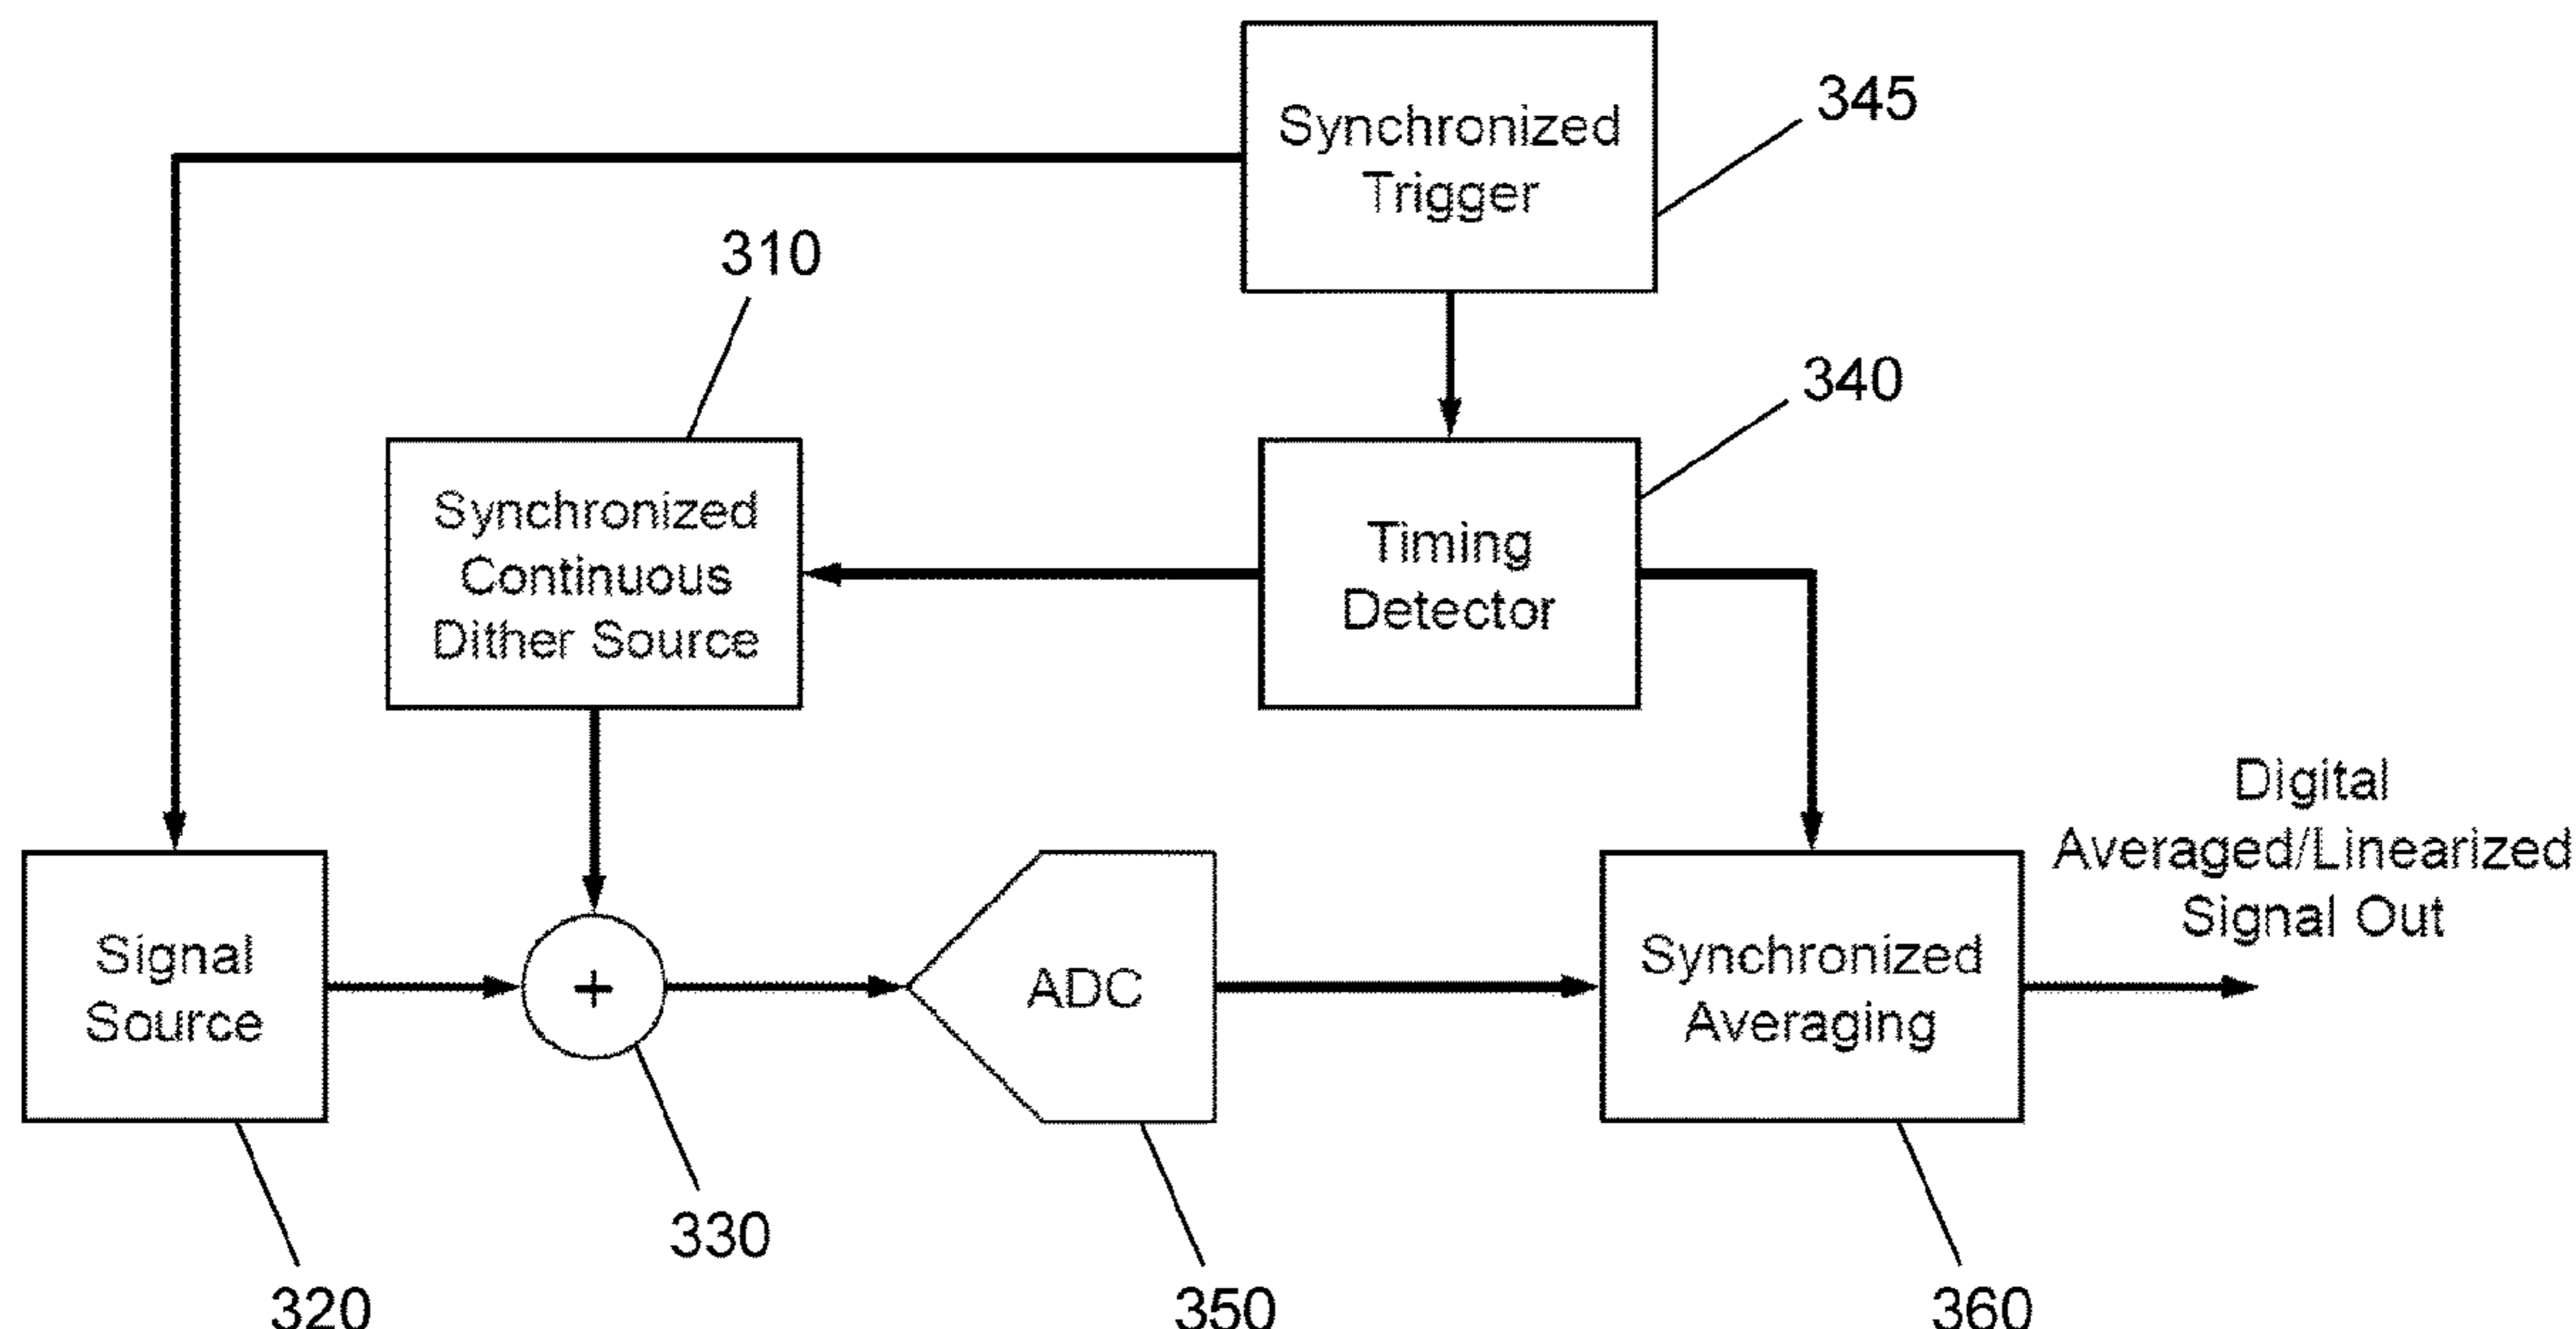 Synchronized
Trigger
345
310
340
Synchronized
Continuous
Dither Source
Timing
Detector
Digital
Averaged/Linearized
Signal Out
Signal
Source
+
ADC
Synchronized
Averaging
330
320
350
360